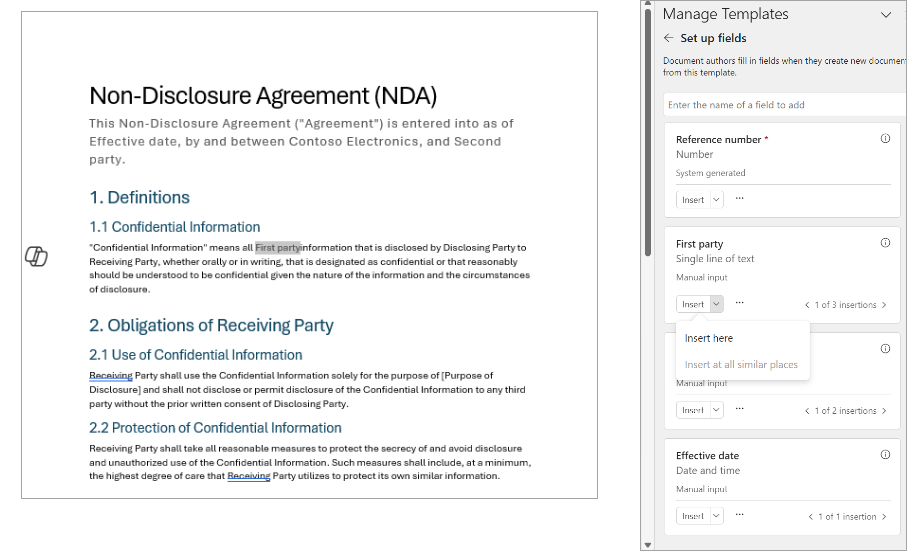 Non-Disclosure Agreement (NDA)
This Non-Disclosure Agreement ("Agreement") is entered into as of
Effective date, by and between Contoso Electronics, and Second
party.
1. Definitions
1.1 Confidential Information
"Confidential Information" means all First partyinformation that is disclosed by Disclosing Party to
Receiving Party, whether orally or in writing, that is designated as confidential or that reasonably
should be understood to be confidential given the nature of the information and the circumstances
of disclosure.
2. Obligations of Receiving Party
2.1 Use of Confidential Information
Receiving Party shall use the Confidential Information solely for the purpose of [Purpose of
Disclosure] and shall not disclose or permit disclosure of the Confidential Information to any third
party without the prior written consent of Disclosing Party.
2.2 Protection of Confidential Information
Receiving Party shall take all reasonable measures to protect the secrecy of and avoid disclosure
and unauthorized use of the Confidential Information. Such measures shall include, at a minimum,
the highest degree of care that Receiving Party utilizes to protect its own similar information.
Manage Templates
Set up fields
Document authors fill in fields when they create new documen
from this template.
Enter the name of a field to add
Reference number *
Number
System generated
Insert
First party
Single line of text
Manual input
Insert
1 of 3 insertions
Insert here
Insert at all similar places
Manual input
Insert
1 of 2 insertions
Effective date
Date and time
Manual input
Insert
1 of 1 insertion